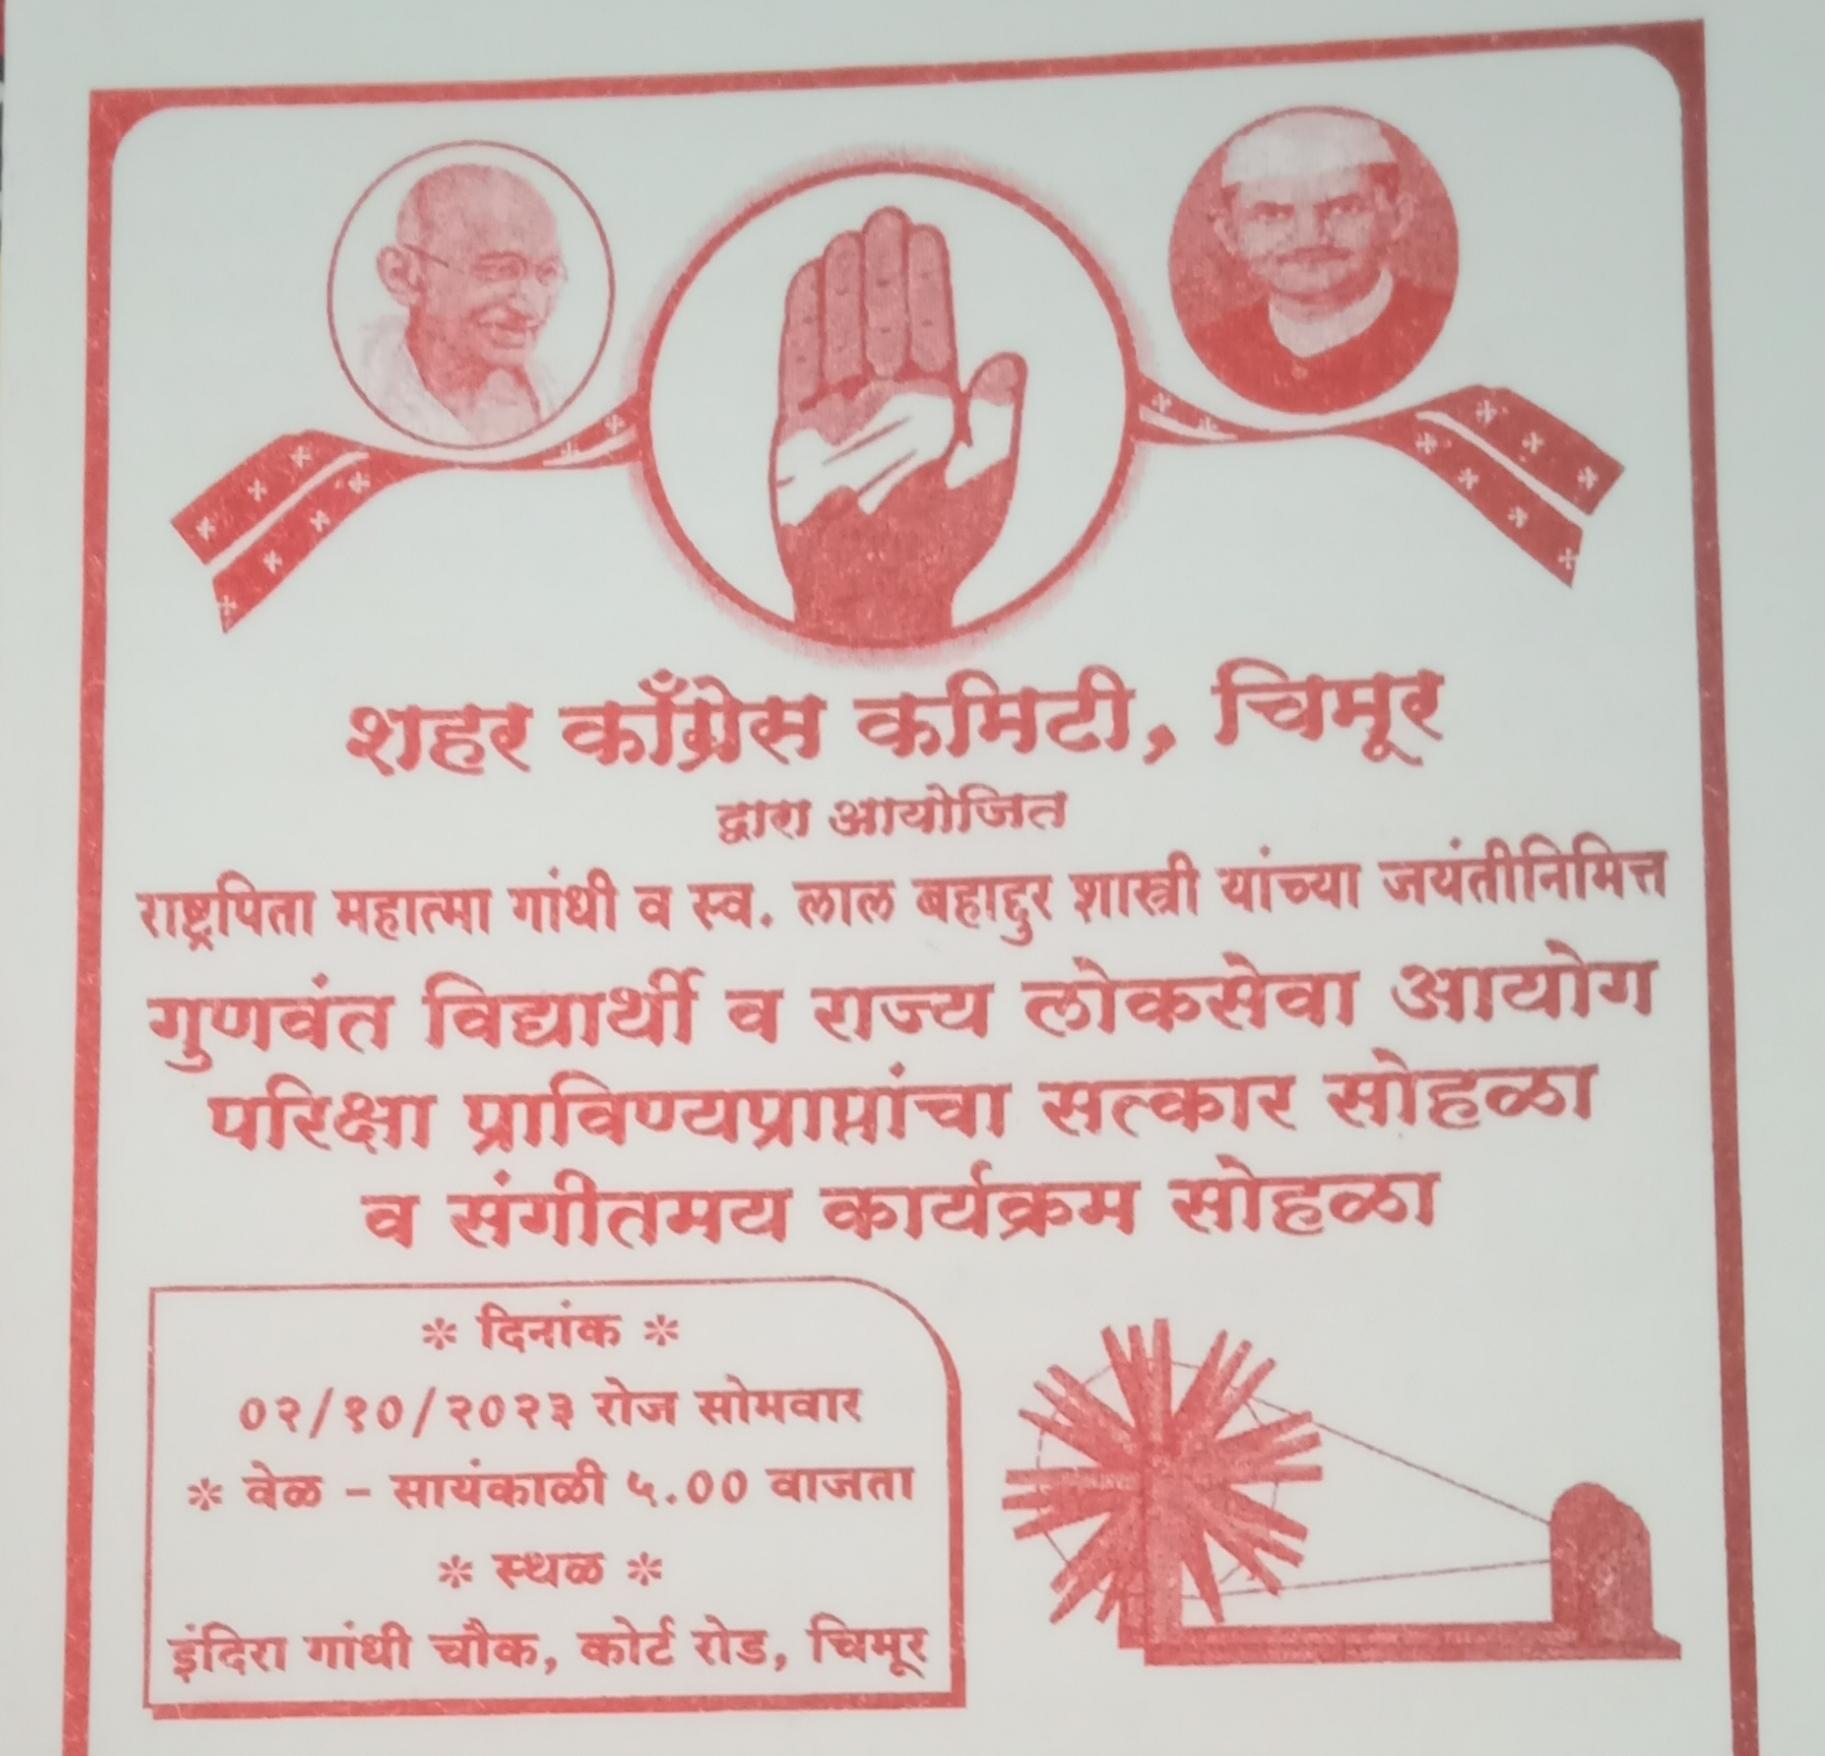 शहर काँग्रेस कमिटी, चिमूर
द्वारा आयोजित
राष्ट्रपिता महात्मा गांधी व स्व. लाल बहाद्दुर शास्त्री यांच्या जयंतीनिमित्त
गुणवंत विद्यार्थी व राज्य लोकसेवा आयोग
परिक्षा प्राविण्यप्राप्तांचा सत्कार सोहळा
व संगीतमय कार्यक्रम सोहळा
* दिनांक *
०२/१०/२०२३ रोज सोमवार
* वेळ - सायंकाळी ५.०० वाजता
* स्थळ *
इंदिरा गांधी चौक, कोर्ट रोड, चिमूर